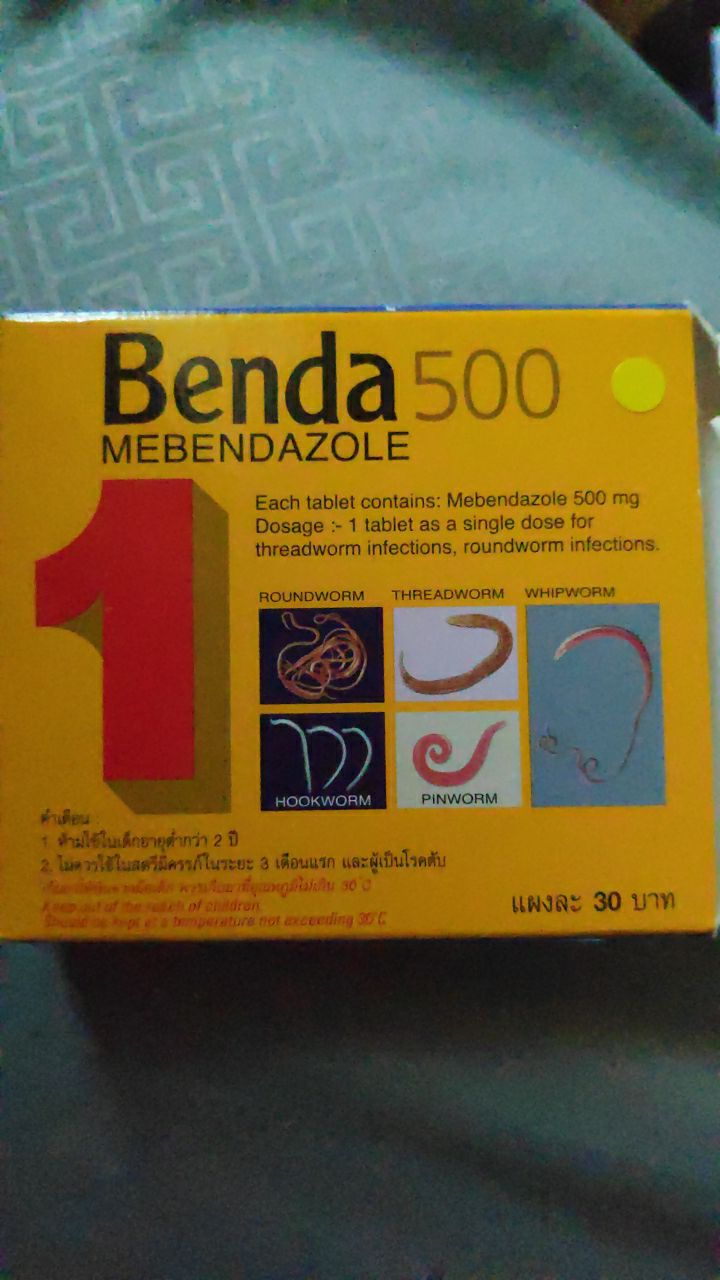 Benda 500
MEBENDAZOLE
1
Each tablet contains: Mebendazole 500 mg
Dosage :- 1 tablet as a single dose for
threadworm infections, roundworm infections.
ROUNDWORM THREADWORM WHIPWORM
HOOKWORM PINWORM
คำเตือน :
1. ห้ามใช้ในเด็กอายุต่ำกว่า 2 ปี
2. ไม่ควรใช้ในสตรีมีครรภ์ในระยะ 3 เดือนแรก และผู้เป็นโรคตับ
30°C
Keep out of the reach of children.
Should be kept at a temperature not exceeding 30°C
แผงละ 30 บาท